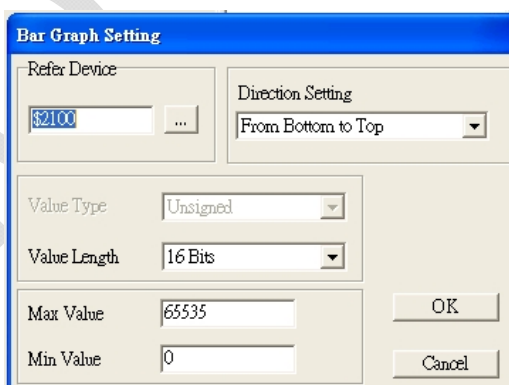 Bar Graph Setting
Refer Device
$2100
...
Direction Setting
From Bottom to Top
Value Type
Unsigned
Value Length
16 Bits
Max Value
65535
Min Value
0
OK
Cancel